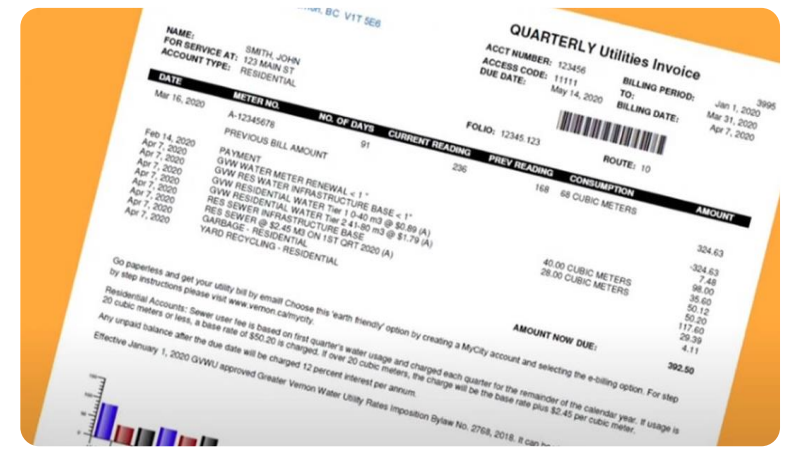 non, BC V1T 5E6
QUARTERLY Utilities Invoice
NAME: SMITH, JOHN
FOR SERVICE AT: 123 MAIN ST
ACCOUNT TYPE: RESIDENTIAL
ACCT NUMBER: 123456
ACCESS CODE: 11111
DUE DATE: May 14, 2020
3995
BILLING PERIOD: Jan 1, 2020
TO: Mar 31, 2020
BILLING DATE: Apr 7, 2020
FOLIO: 12345.123
ROUTE: 10
DATE METER NO. NO. OF DAYS CURRENT READING PREV READING CONSUMPTION AMOUNT
Mar 16, 2020 A-12345678 91 236 168 68 CUBIC METERS
PREVIOUS BILL AMOUNT 324.63
Feb 14, 2020 PAYMENT -324.63
Apr 7, 2020 GVW WATER METER RENEWAL < 1" 7.48
Apr 7, 2020 GVW RES WATER INFRASTRUCTURE BASE < 1" 98.00
Apr 7, 2020 GVW RESIDENTIAL WATER Tier 1 0-40 m3 @ $0.89 (A) 40.00 CUBIC METERS 35.60
Apr 7, 2020 GVW RESIDENTIAL WATER Tier 2 41-80 m3 @ $1.79 (A) 28.00 CUBIC METERS 50.12
Apr 7, 2020 RES SEWER INFRASTRUCTURE BASE 50.20
Apr 7, 2020 RES SEWER @ $2.45 M3 ON 1ST QRT 2020 (A) 117.60
Apr 7, 2020 GARBAGE - RESIDENTIAL 29.39
Apr 7, 2020 YARD RECYCLING - RESIDENTIAL 4.11
AMOUNT NOW DUE: 392.50
Go paperless and get your utility bill by email! Choose this 'earth friendly' option by creating a MyCity account and selecting the e-billing option. For step
by step instructions please visit www.vernon.ca/mycity.
Residential Accounts: Sewer user fee is based on first quarter's water usage and charged each quarter for the remainder of the calendar year. If usage is
20 cubic meters or less, a base rate of $50.20 is charged. If over 20 cubic meters, the charge will be the base rate plus $2.45 per cubic meter.
Any unpaid balance after the due date will be charged 12 percent interest per annum.
Effective January 1, 2020 GVWU approved Greater Vernon Water Utility Rates Imposition Bylaw No. 2768, 2018. It can be